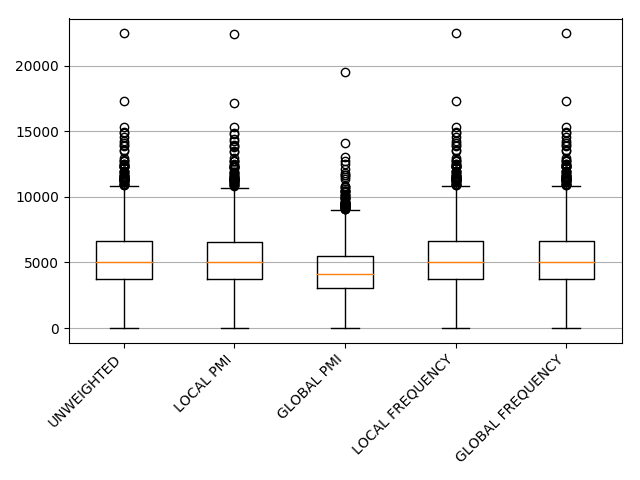 20000
15000
10000
5000
0
UNWEIGHTED
LOCAL PMI
GLOBAL PMI
LOCAL FREQUENCY
GLOBAL FREQUENCY